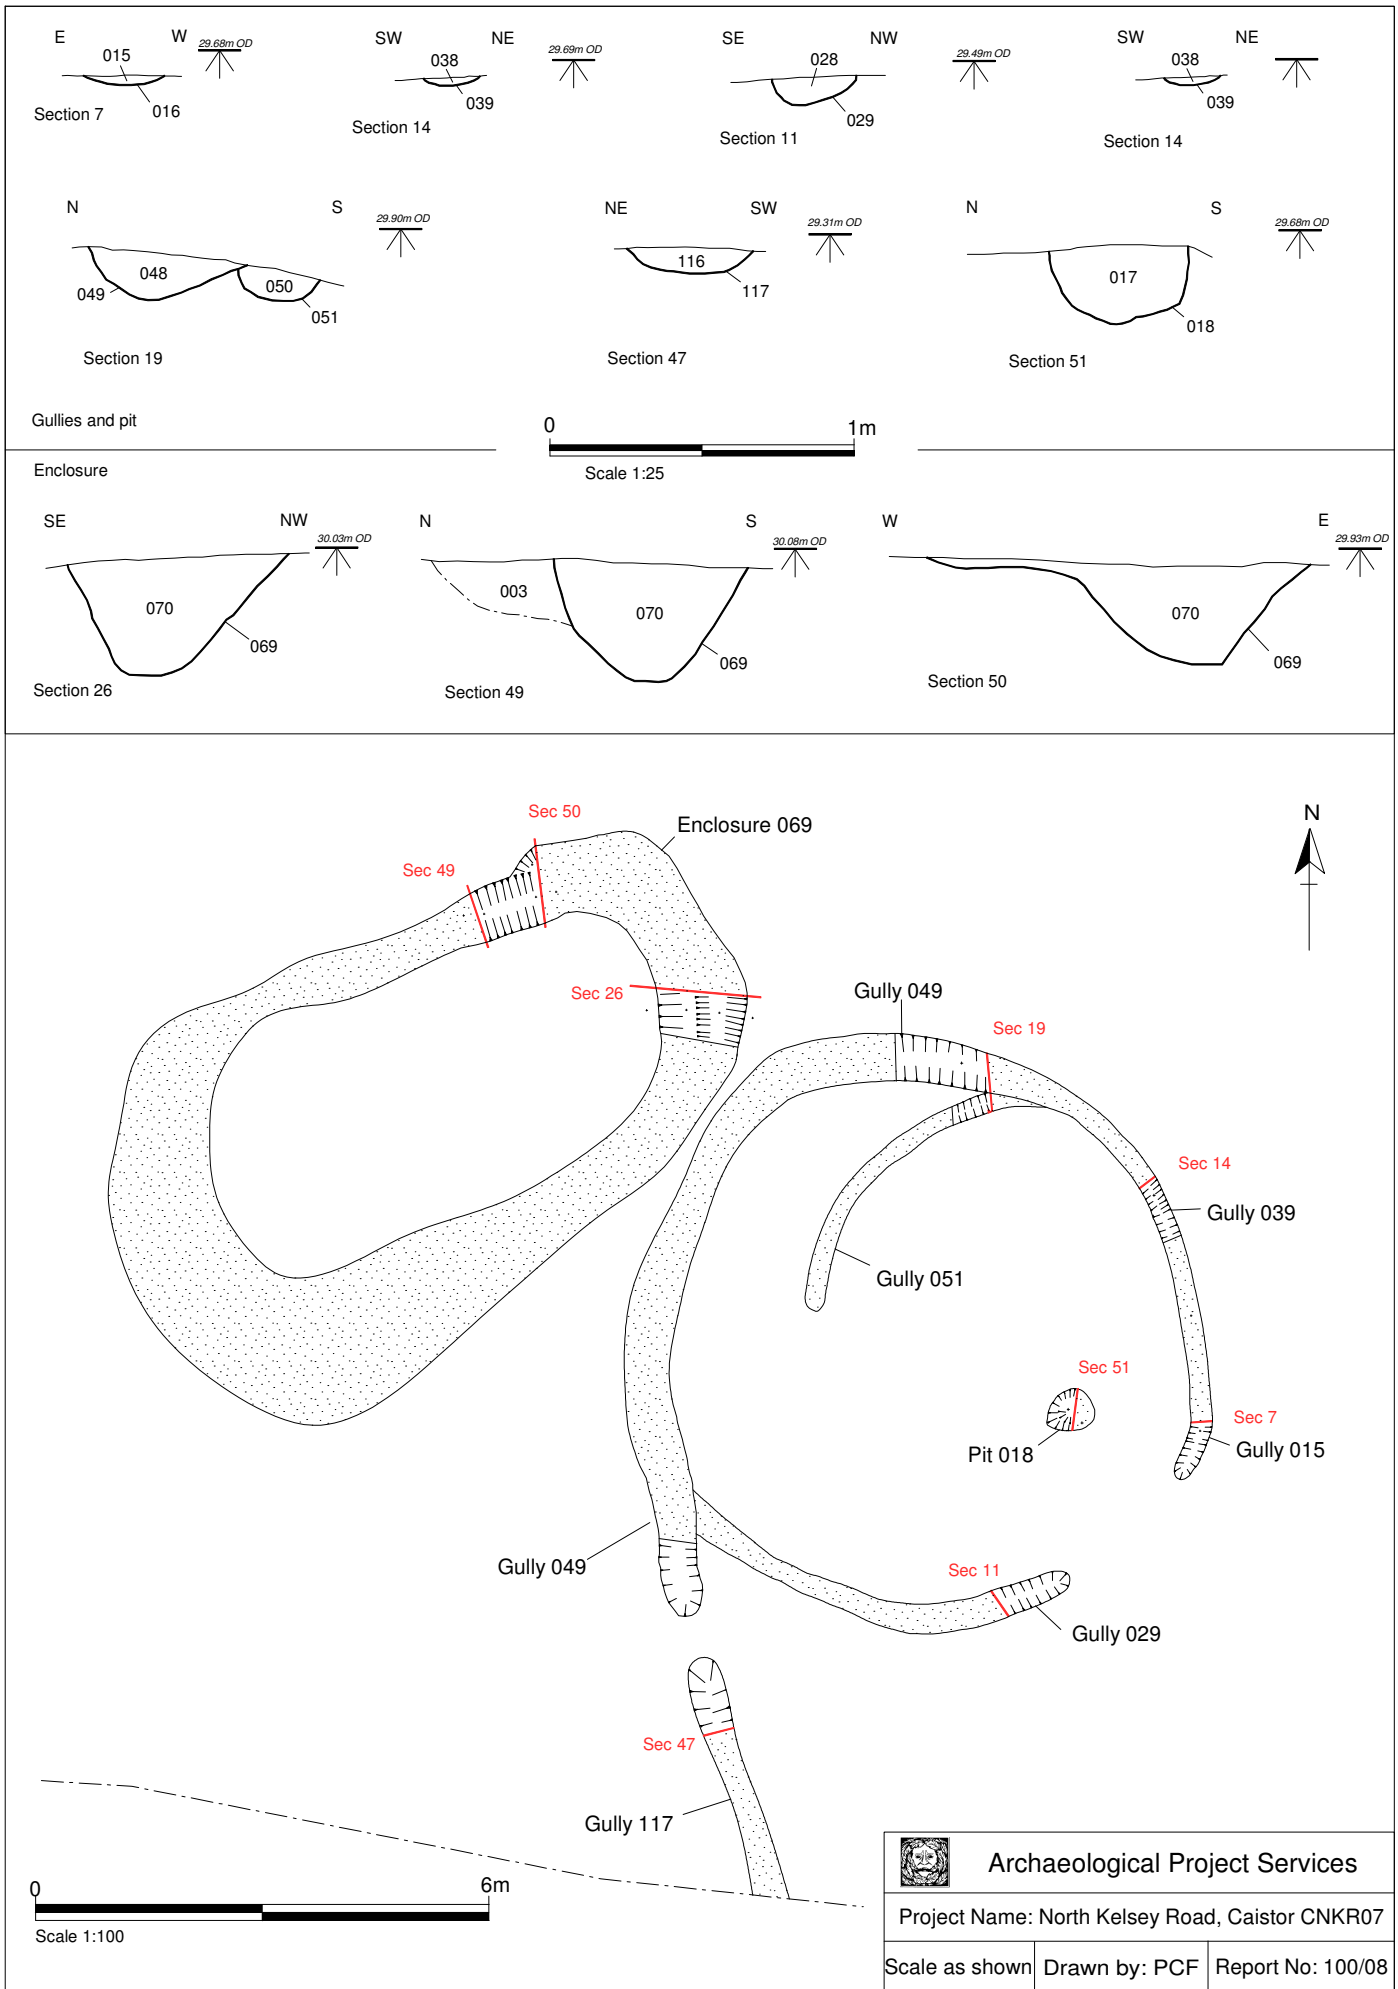 E W 29.68m OD
015
016
Section 7
SW NE 29.69m OD
038
039
Section 14
SE NW 29.49m OD
028
029
Section 11
SW NE
038
039
Section 14
N S 29.90m OD
048
049
050
051
Section 19
NE SW 29.31m OD
116
117
Section 47
N S 29.68m OD
017
018
Section 51
Gullies and pit
0 1m
Scale 1:25
Enclosure
SE NW 30.03m OD
070
069
Section 26
N S 30.08m OD
003
070
069
Section 49
W E 29.93m OD
070
069
Section 50
Sec 50
Enclosure 069
N
Sec 49
Sec 26
Gully 049
Sec 19
Sec 14
Gully 039
Gully 051
Sec 51
Sec 7
Pit 018
Gully 015
Gully 049
Sec 11
Gully 029
Sec 47
Gully 117
0 6m
Scale 1:100
Archaeological Project Services
Project Name: North Kelsey Road, Caistor CNKR07
Scale as shown
Drawn by: PCF
Report No: 100/08